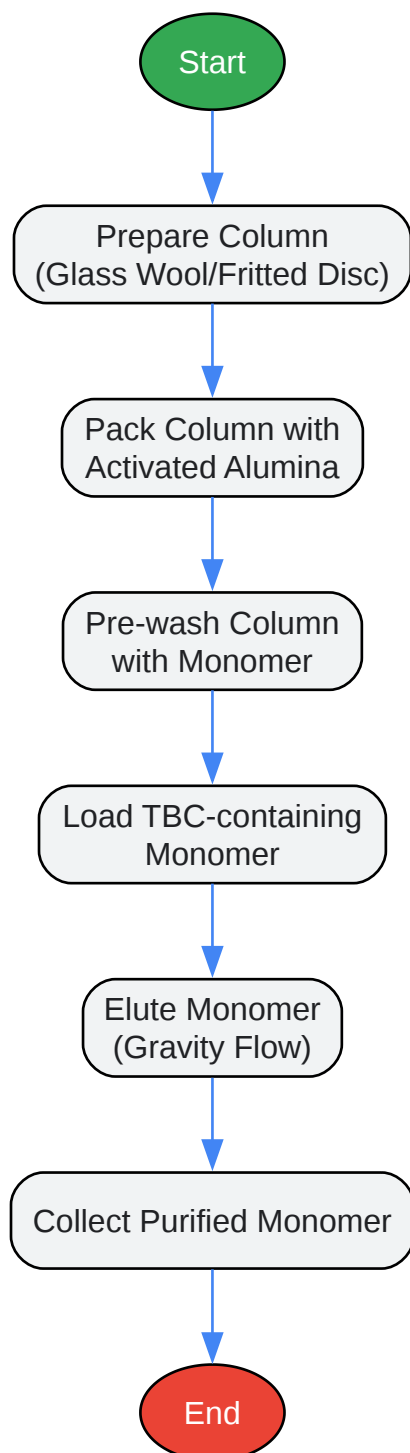 Start
Prepare Column
(Glass Wool/Fritted Disc)
Pack Column with
Activated Alumina
Pre-wash Column
with Monomer
Load TBC-containing
Monomer
Elute Monomer
(Gravity Flow)
Collect Purified Monomer
End